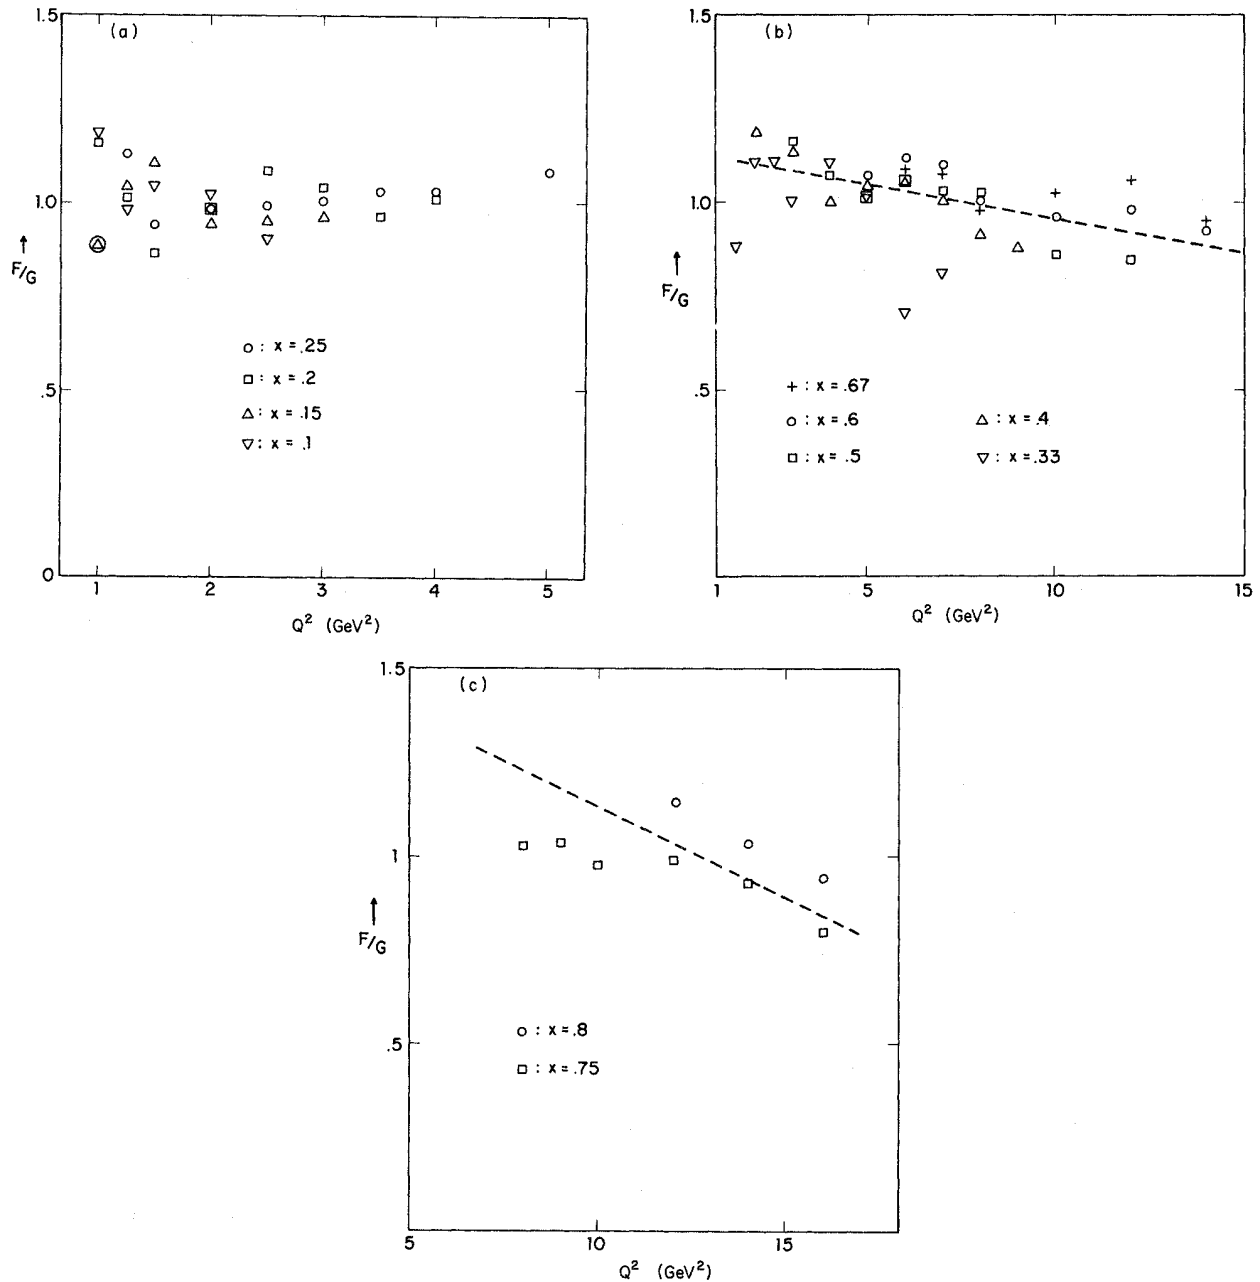 (a)
1.5
1.0
F/G
.5
0
○ : x = .25
□ : x = .2
△ : x = .15
▽ : x = .1
1 2 3 4 5
Q² (GeV²)
(b)
1.5
1.0
F/G
.5
+ : x = .67
○ : x = .6
△ : x = .4
□ : x = .5
▽ : x = .33
1 5 10 15
Q² (GeV²)
(c)
1.5
1
F/G
.5
○ : x = .8
□ : x = .75
5 10 15
Q² (GeV²)